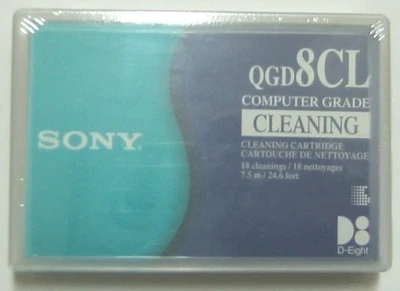 SONY
QGD8CL
COMPUTER GRADE
CLEANING
CLEANING CARTRIDGE
CARTOUCHE DE NETTOYAGE
18 cleanings / 18 nettoyages
7.5 m / 24.6 feet
D8
D-Eight